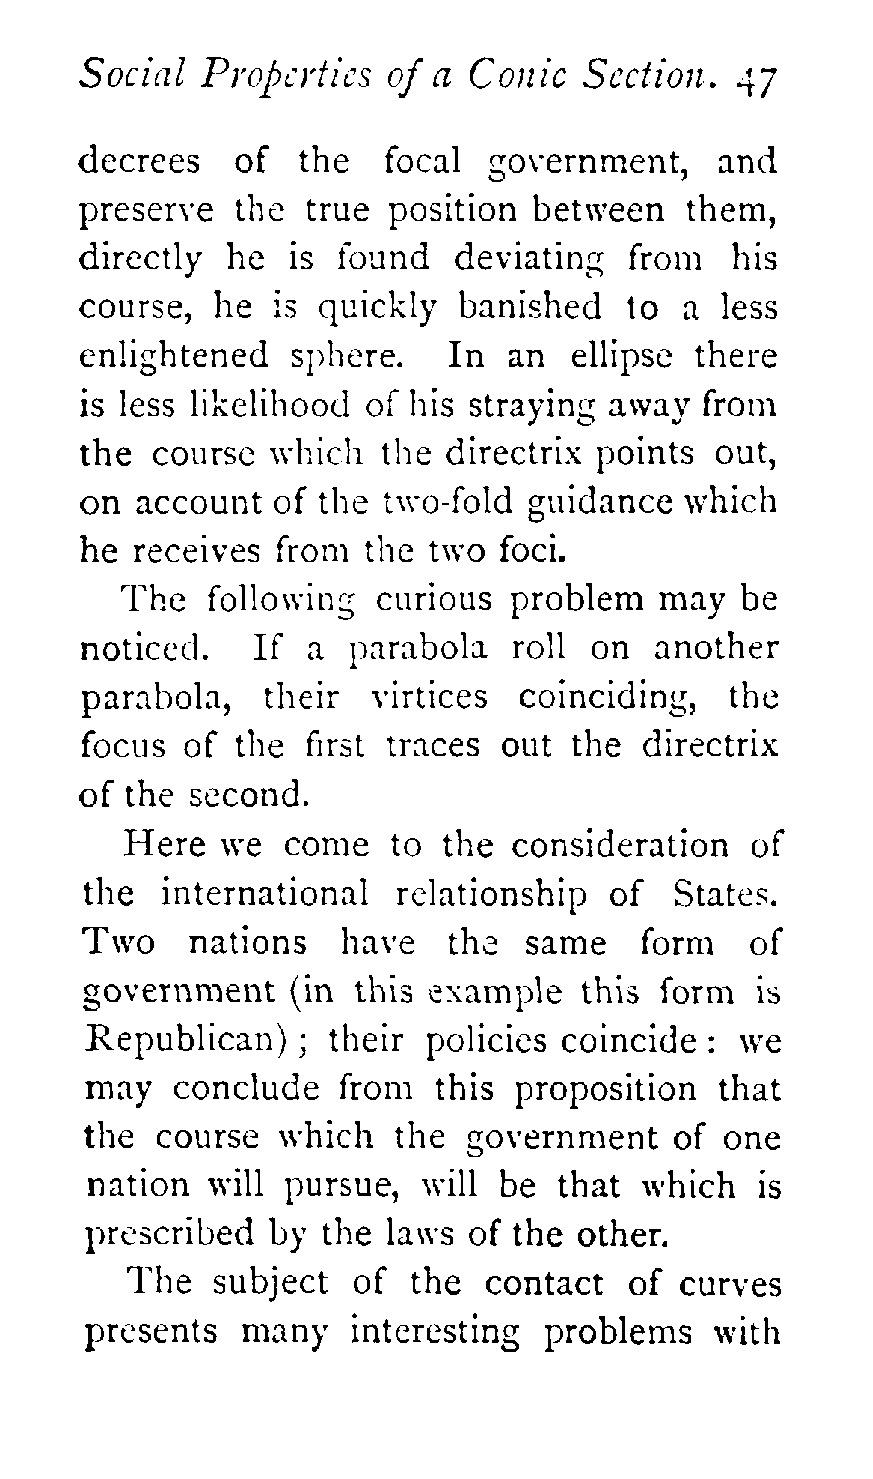 Social Properties of a Conic Section. 47
decrees of the focal government, and
preserve the true position between them,
directly he is found deviating from his
course, he is quickly banished to a less
enlightened sphere. In an ellipse there
is less likelihood of his straying away from
the course which the directrix points out,
on account of the two-fold guidance which
he receives from the two foci.
The following curious problem may be
noticed. If a parabola roll on another
parabola, their virtices coinciding, the
focus of the first traces out the directrix
of the second.
Here we come to the consideration of
the international relationship of States.
Two nations have the same form of
government (in this example this form is
Republican) ; their policies coincide : we
may conclude from this proposition that
the course which the government of one
nation will pursue, will be that which is
prescribed by the laws of the other.
The subject of the contact of curves
presents many interesting problems with